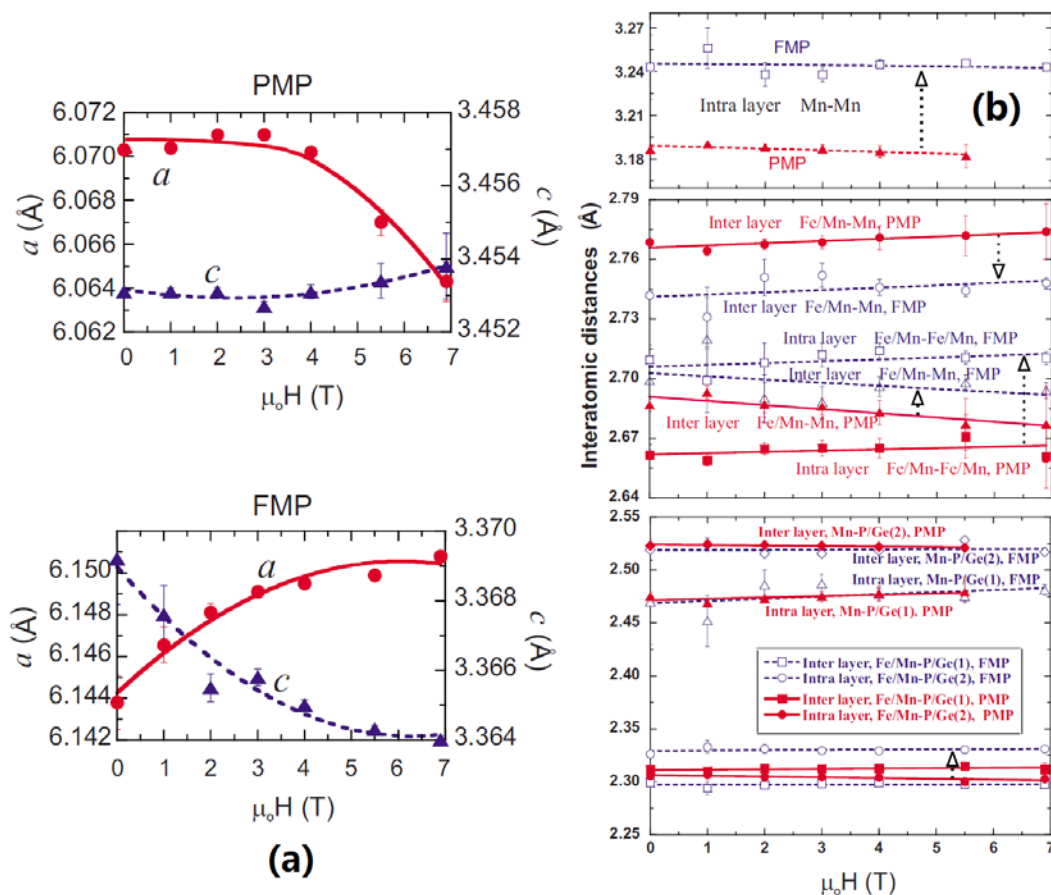 PMP
6.072
6.070
6.068
6.066
6.064
6.062
a (Å)
a
c
3.458
3.457
3.455
3.454
3.453
3.452
c (Å)
0 1 2 3 4 5 6 7
μₒH (T)
FMP
6.150
6.148
6.146
6.144
6.142
a (Å)
a
c
3.370
3.368
3.366
3.364
c (Å)
0 1 2 3 4 5 6 7
μₒH (T)
(a)
(b)
3.27
3.24
3.21
3.18
FMP
Intra layer Mn-Mn
PMP
Interatomic distances (Å)
2.79
2.76
2.73
2.70
2.67
2.64
Inter layer Fe/Mn-Mn, PMP
Inter layer Fe/Mn-Mn, FMP
Intra layer Fe/Mn-Fe/Mn, FMP
Inter layer Fe/Mn-Mn, FMP
Inter layer Fe/Mn-Mn, PMP
Intra layer Fe/Mn-Fe/Mn, PMP
2.55
2.50
2.45
2.40
2.35
2.30
2.25
Inter layer, Mn-P/Ge(2), PMP
Inter layer, Mn-P/Ge(2), FMP
Intra layer, Mn-P/Ge(1), FMP
Intra layer, Mn-P/Ge(1). PMP
Inter layer, Fe/Mn-P/Ge(1), FMP
Intra layer, Fe/Mn-P/Ge(2), FMP
Inter layer, Fe/Mn-P/Ge(1), PMP
Intra layer, Fe/Mn-P/Ge(2), PMP
0 1 2 3 4 5 6 7
μₒH (T)